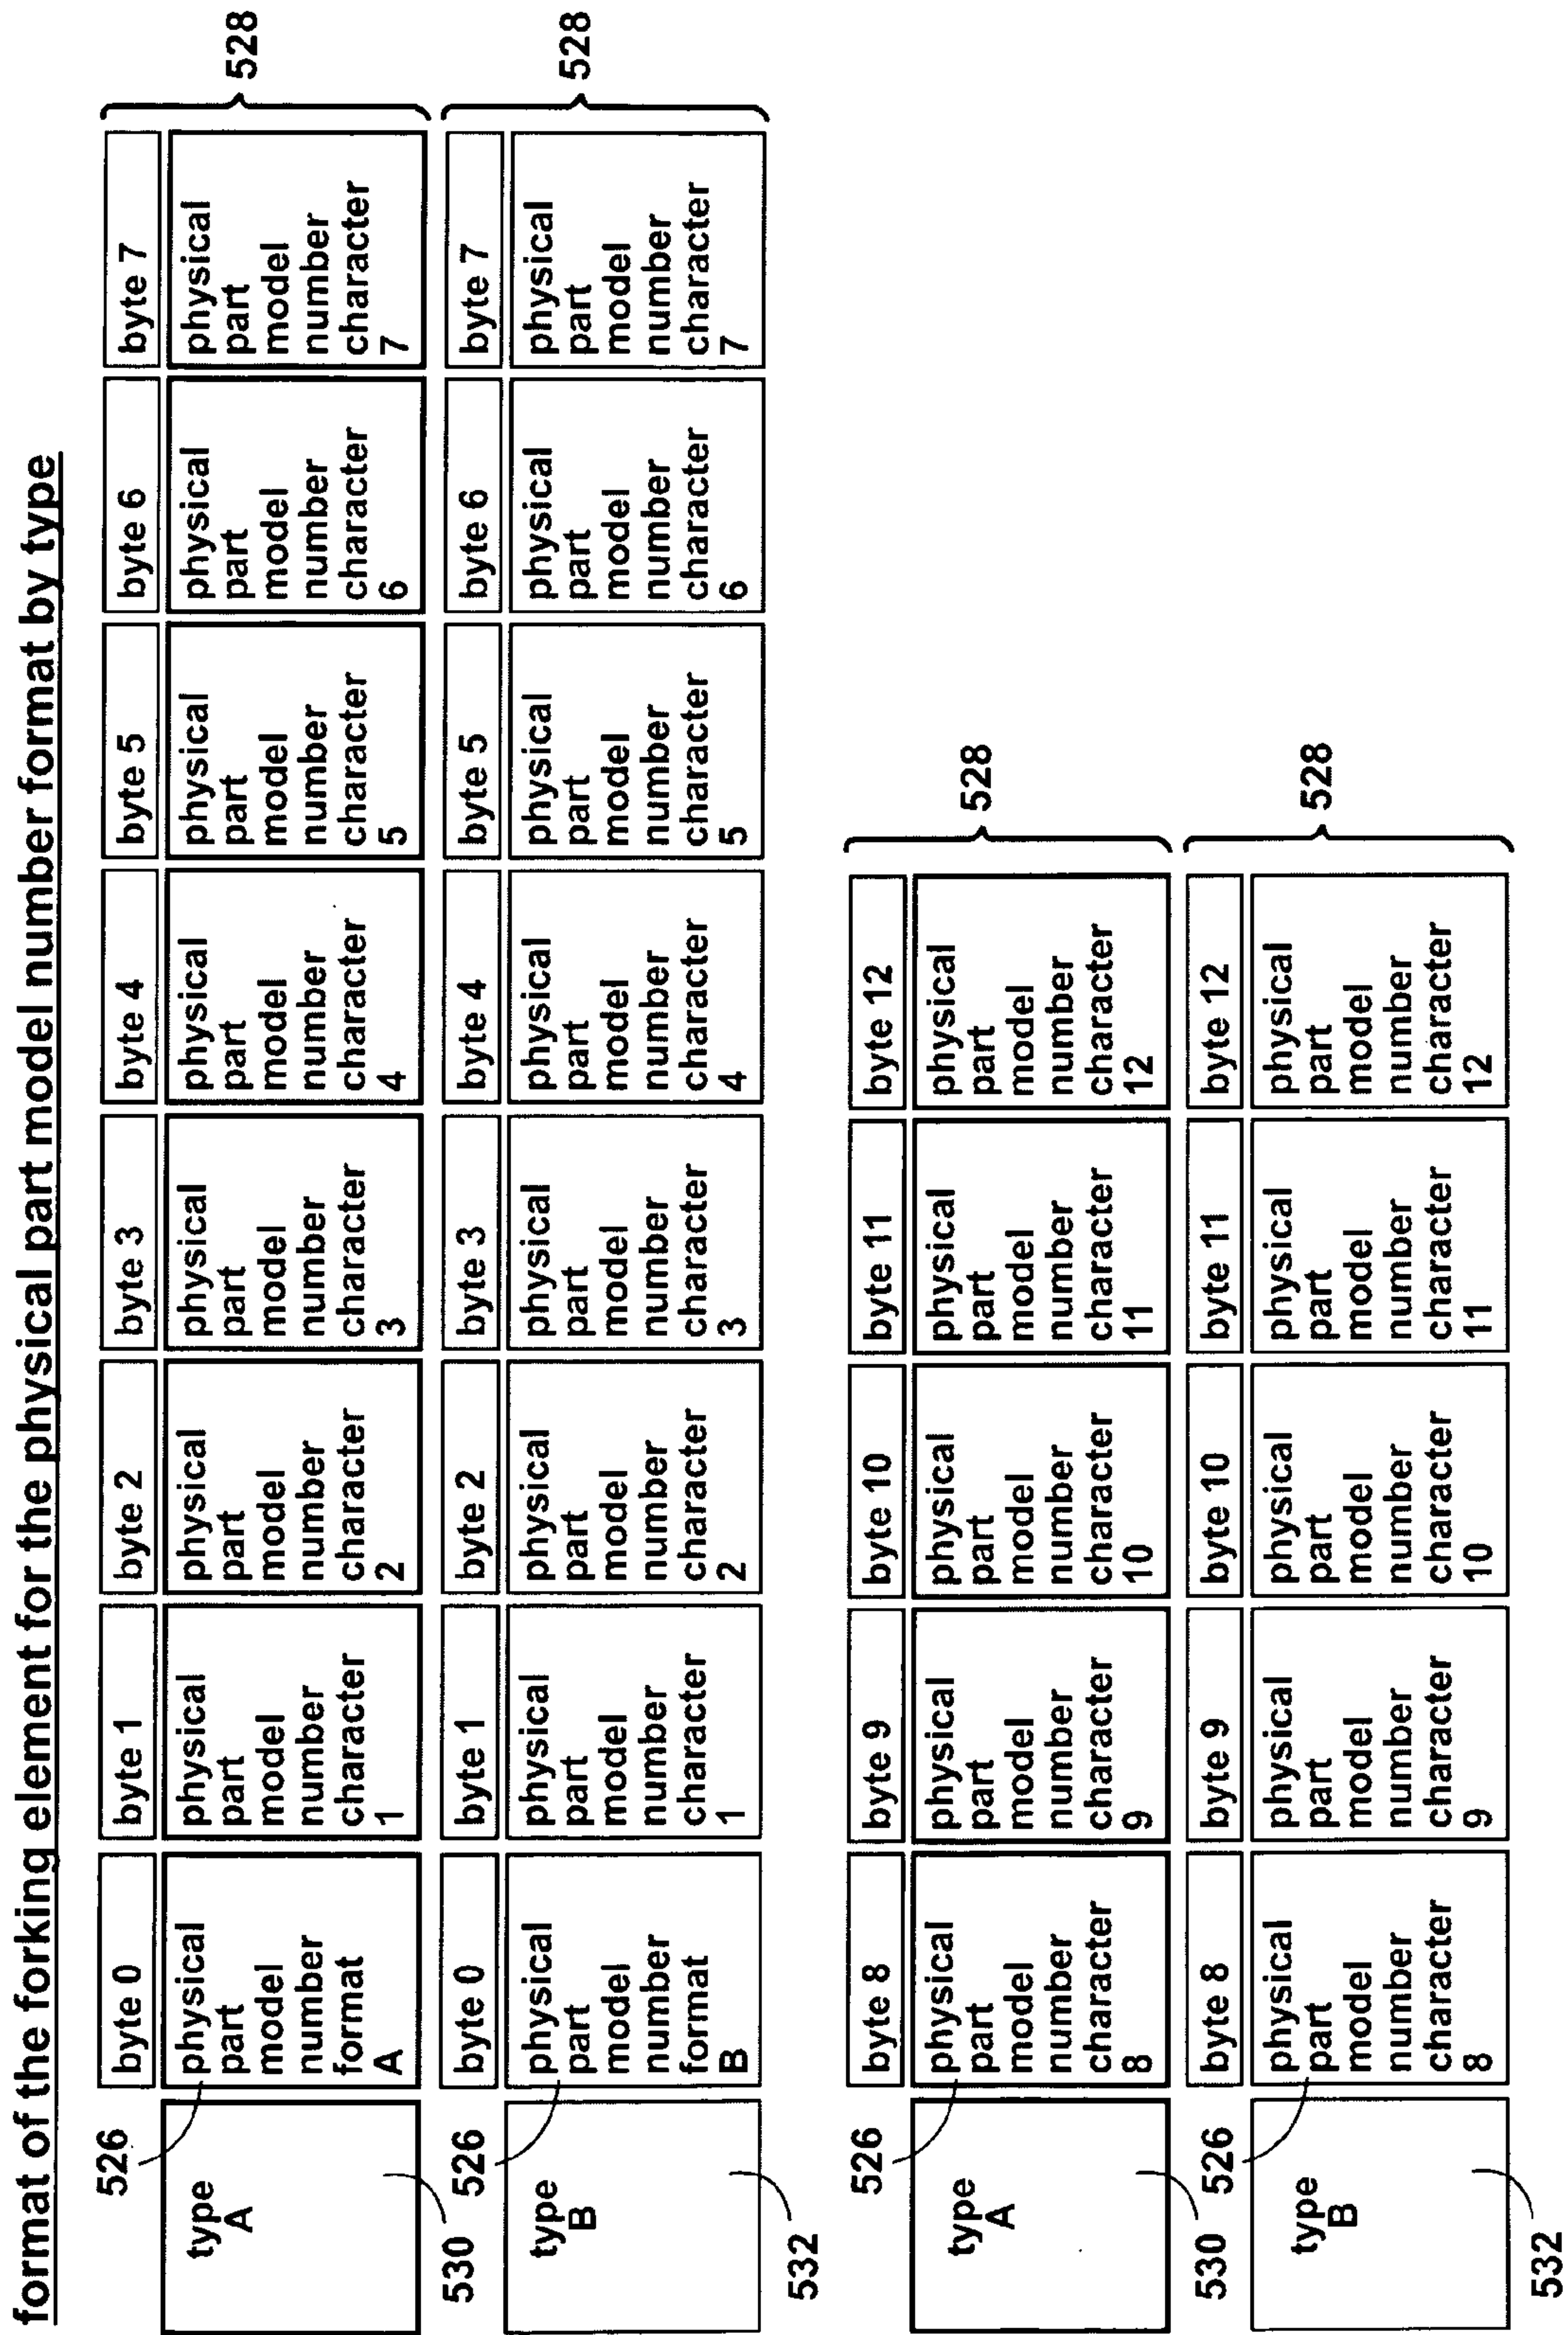 format of the forking element for the physical part model number format by type
byte 0
byte 1
byte 2
byte 3
byte 4
byte 5
byte 6
byte 7
528
526
type
A
530
physical
part
model
number
format
A
physical
part
model
number
character
1
physical
part
model
number
character
2
physical
part
model
number
character
3
physical
part
model
number
character
4
physical
part
model
number
character
5
physical
part
model
number
character
6
physical
part
model
number
character
7
byte 0
byte 1
byte 2
byte 3
byte 4
byte 5
byte 6
byte 7
528
526
type
B
532
physical
part
model
number
format
B
physical
part
model
number
character
1
physical
part
model
number
character
2
physical
part
model
number
character
3
physical
part
model
number
character
4
physical
part
model
number
character
5
physical
part
model
number
character
6
physical
part
model
number
character
7
byte 8
byte 9
byte 10
byte 11
byte 12
528
526
type
A
530
physical
part
model
number
character
8
physical
part
model
number
character
9
physical
part
model
number
character
10
physical
part
model
number
character
11
physical
part
model
number
character
12
byte 8
byte 9
byte 10
byte 11
byte 12
528
526
type
B
532
physical
part
model
number
character
8
physical
part
model
number
character
9
physical
part
model
number
character
10
physical
part
model
number
character
11
physical
part
model
number
character
12